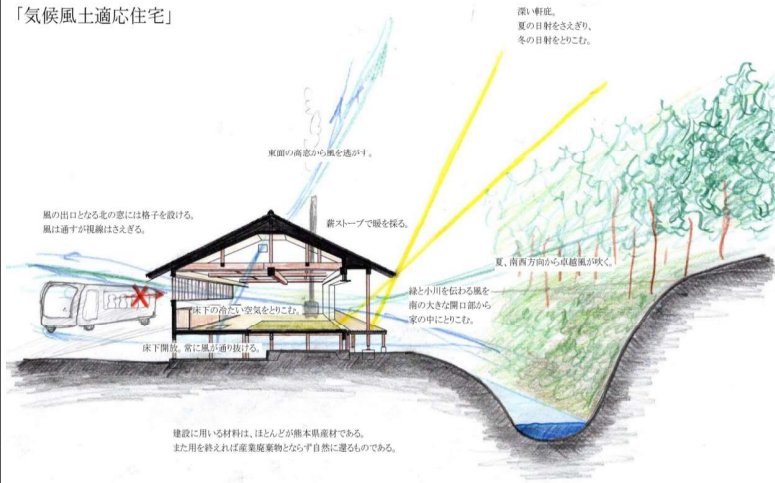 「気候風土適応住宅」
深い軒庇。
夏の日射をさえぎり、
冬の日射をとりこむ。
東面の高窓から風を逃がす。
風の出口となる北の窓には格子を設ける。
風は通すが視線はさえぎる。
薪ストーブで暖を採る。
夏、南西方向から卓越風が吹く。
緑と小川を伝わる風を
南の大きな開口部から
家の中にとりこむ。
床下の冷たい空気をとりこむ。
床下開放。常に風が通り抜ける。
建設に用いる材料は、ほとんどが熊本県産材である。
また用を終えれば産業廃棄物とならず自然に還るものである。